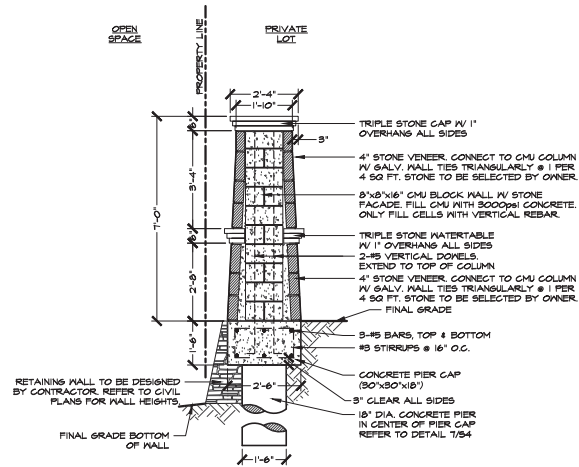 OPEN
SPACE
PROPERTY LINE
PRIVATE
LOT
2'-4"
1'-10"
TRIPLE STONE CAP W/ 1"
OVERHANG ALL SIDES
3"
4" STONE VENEER. CONNECT TO CMU COLUMN
W/ GALV. WALL TIES TRIANGULARLY @ 1 PER
4 SQ FT. STONE TO BE SELECTED BY OWNER.
8"x8"x16" CMU BLOCK WALL W/ STONE
FACADE. FILL CMU WITH 3000psi CONCRETE.
ONLY FILL CELLS WITH VERTICAL REBAR.
TRIPLE STONE WATERTABLE
W/ 1" OVERHANGS ALL SIDES
2-#5 VERTICAL DOWELS.
EXTEND TO TOP OF COLUMN
4" STONE VENEER. CONNECT TO CMU COLUMN
W/ GALV. WALL TIES TRIANGULARLY @ 1 PER
4 SQ FT. STONE TO BE SELECTED BY OWNER.
FINAL GRADE
7'-0"
6"
3'-4"
6"
2'-8"
1'-6"
3-#5 BARS, TOP & BOTTOM
#3 STIRRUPS @ 16" O.C.
CONCRETE PIER CAP
(30"x30"x18")
2'-6"
3" CLEAR ALL SIDES
18" DIA. CONCRETE PIER
IN CENTER OF PIER CAP
REFER TO DETAIL 7/S4
RETAINING WALL TO BE DESIGNED
BY CONTRACTOR. REFER TO CIVIL
PLANS FOR WALL HEIGHTS.
FINAL GRADE BOTTOM
OF WALL
1'-6"